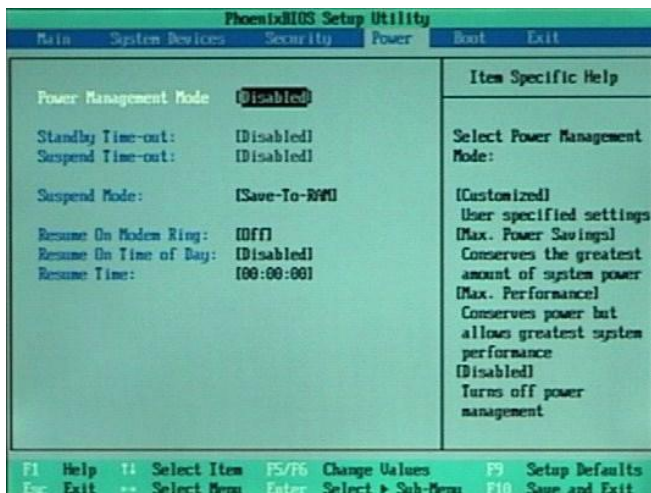 PhoenixBIOS Setup Utility
Main System Devices Security Power Boot Exit
Power Management Mode [Disabled]
Standby Time-out: [Disabled]
Suspend Time-out: [Disabled]
Suspend Mode: [Save-To-RAM]
Resume On Modem Ring: [Off]
Resume On Time of Day: [Disabled]
Resume Time: [00:00:00]
Item Specific Help
Select Power Management
Mode:
[Customized]
User specified settings
[Max. Power Savings]
Conserves the greatest
amount of system power
[Max. Performance]
Conserves power but
allows greatest system
performance
[Disabled]
Turns off power
management
F1 Help ↑↓ Select Item F5/F6 Change Values F9 Setup Defaults
Esc Exit ↔ Select Menu Enter Select ▶ Sub-Menu F10 Save and Exit